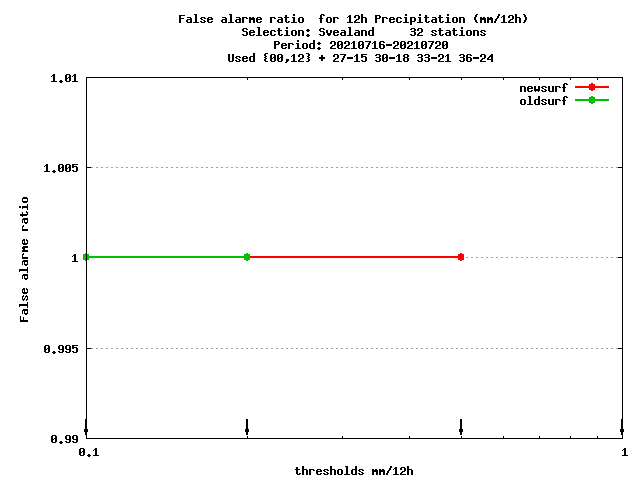 False alarme ratio  for 12h Precipitation (mm/12h)
Selection: Svealand     32 stations
Period: 20210716-20210720
Used {00,12} + 27-15 30-18 33-21 36-24
newsurf
oldsurf
1.01
1.005
1
0.995
0.99
False alarme ratio
0.1
1
thresholds mm/12h